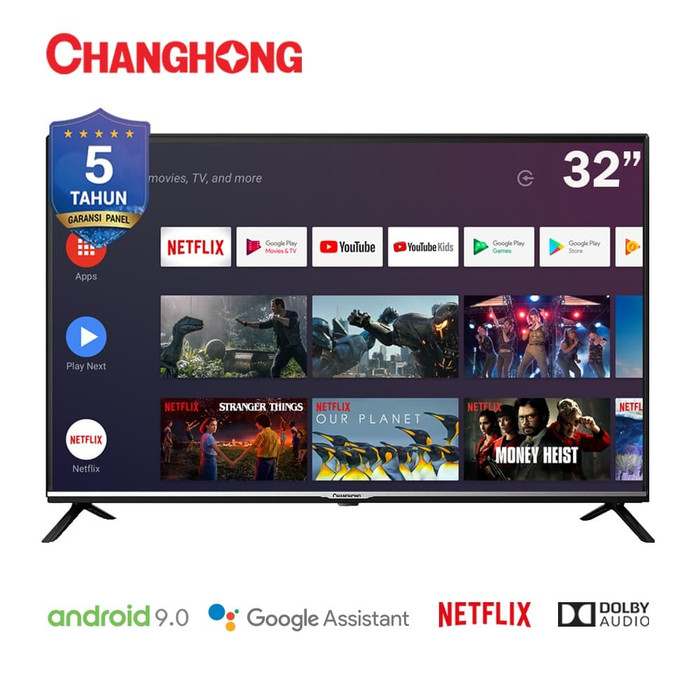 CHANGHONG
5
TAHUN
GARANSI PANEL
movies, TV, and more
32”
NETFLIX
Google Play
Movies & TV
YouTube
YouTube Kids
Google Play
Games
Google Play
Store
Apps
Play Next
NETFLIX
STRANGER THINGS
NETFLIX
OUR PLANET
NETFLIX
MONEY HEIST
NETFL
NETFLIX
Netflix
CHANGHONG
android 9.0
Google Assistant
NETFLIX
DOLBY
AUDIO